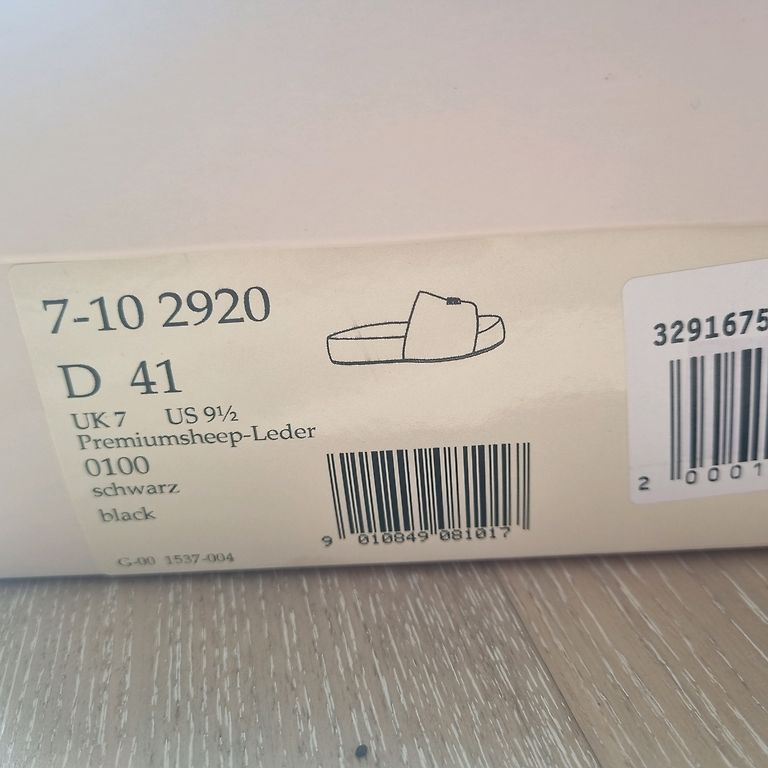 7-10 2920
D 41
UK 7 US 9½
Premiumsheep-Leder
0100
schwarz
black
G-00 1537-004
9 010849 081017
3291675
2 0001